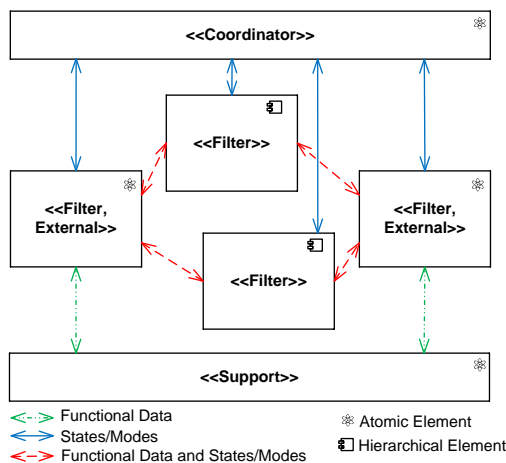 <<Coordinator>>
<<Filter>>
<<Filter,
External>>
<<Filter,
External>>
<<Filter>>
<<Support>>
Functional Data
States/Modes
Functional Data and States/Modes
Atomic Element
Hierarchical Element